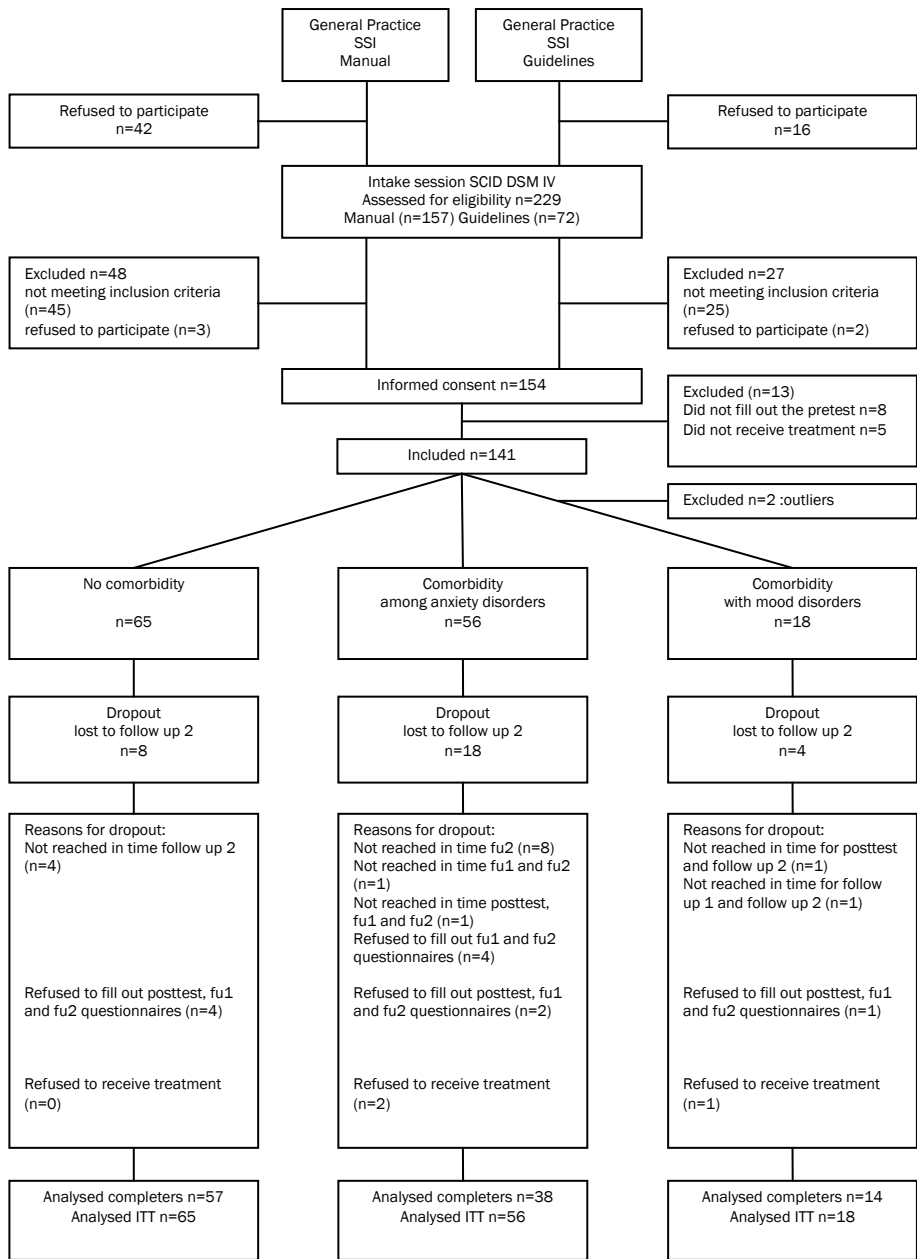 General Practice
SSI
Manual
General Practice
SSI
Guidelines
Refused to participate
n=42
Refused to participate
n=16
Intake session SCID DSM IV
Assessed for eligibility n=229
Manual (n=157) Guidelines (n=72)
Excluded n=48
not meeting inclusion criteria
(n=45)
refused to participate (n=3)
Excluded n=27
not meeting inclusion criteria
(n=25)
refused to participate (n=2)
Informed consent n=154
Excluded (n=13)
Did not fill out the pretest n=8
Did not receive treatment n=5
Included n=141
Excluded n=2 :outliers
No comorbidity
n=65
Comorbidity
among anxiety disorders
n=56
Comorbidity
with mood disorders
n=18
Dropout
lost to follow up 2
n=8
Dropout
lost to follow up 2
n=18
Dropout
lost to follow up 2
n=4
Reasons for dropout:
Not reached in time follow up 2
(n=4)
Refused to fill out posttest, fu1
and fu2 questionnaires (n=4)
Refused to receive treatment
(n=0)
Reasons for dropout:
Not reached in time fu2 (n=8)
Not reached in time fu1 and fu2
(n=1)
Not reached in time posttest,
fu1 and fu2 (n=1)
Refused to fill out fu1 and fu2
questionnaires (n=4)
Refused to fill out posttest, fu1
and fu2 questionnaires (n=2)
Refused to receive treatment
(n=2)
Reasons for dropout:
Not reached in time for posttest
and follow up 2 (n=1)
Not reached in time for follow
up 1 and follow up 2 (n=1)
Refused to fill out posttest, fu1
and fu2 questionnaires (n=1)
Refused to receive treatment
(n=1)
Analysed completers n=57
Analysed ITT n=65
Analysed completers n=38
Analysed ITT n=56
Analysed completers n=14
Analysed ITT n=18